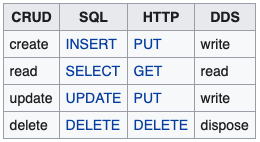 CRUD SQL HTTP DDS
create INSERT PUT write
read SELECT GET read
update UPDATE PUT write
delete DELETE DELETE dispose